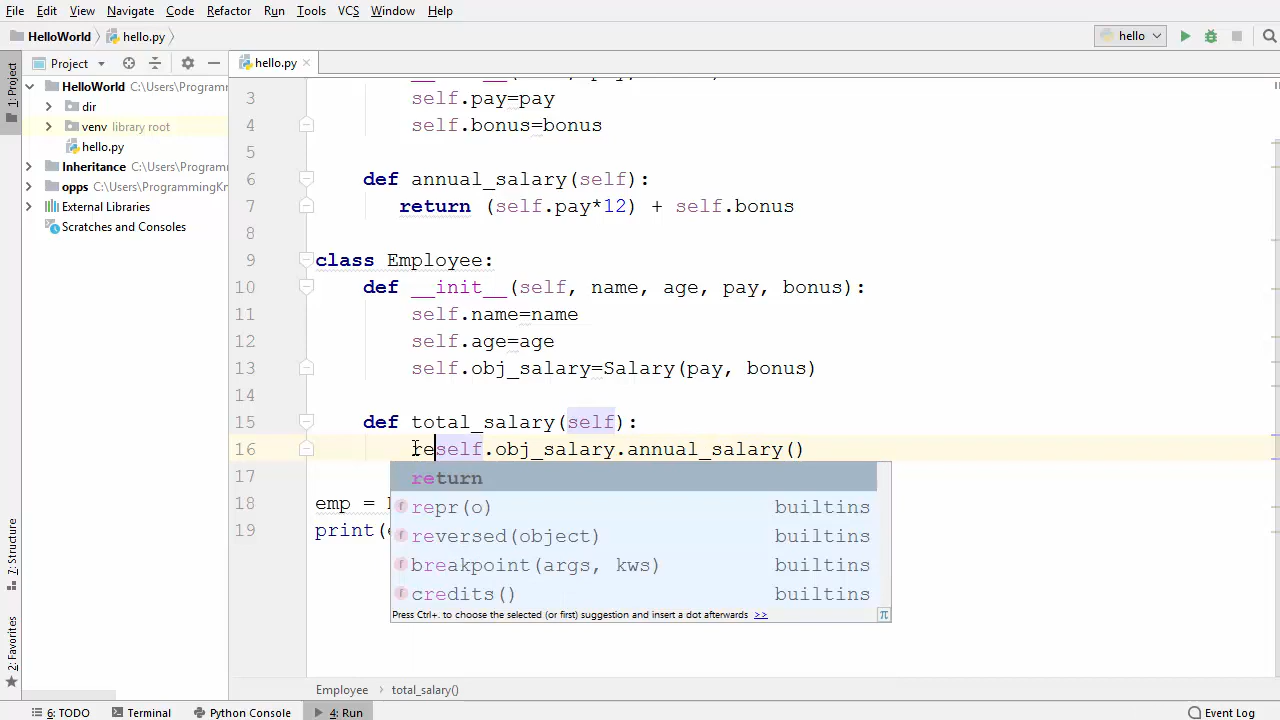 File Edit View Navigate Code Refactor Run Tools VCS Window Help
HelloWorld hello.py hello
1: Project
Project hello.py
HelloWorld C:\Users\Programm
dir
venv library root
hello.py
Inheritance C:\Users\Program
opps C:\Users\ProgrammingKn
External Libraries
Scratches and Consoles
3 self.pay=pay
4 self.bonus=bonus
5
6 def annual_salary(self):
7 return (self.pay*12) + self.bonus
8
9 class Employee:
10 def __init__(self, name, age, pay, bonus):
11 self.name=name
12 self.age=age
13 self.obj_salary=Salary(pay, bonus)
14
15 def total_salary(self):
16 reself.obj_salary.annual_salary()
17
18 emp =
19 print(
return
repr(o) builtins
reversed(object) builtins
breakpoint(args, kws) builtins
credits() builtins
Press Ctrl+. to choose the selected (or first) suggestion and insert a dot afterwards >>
π
7: Structure
2: Favorites
Employee total_salary()
6: TODO Terminal Python Console 4: Run Event Log